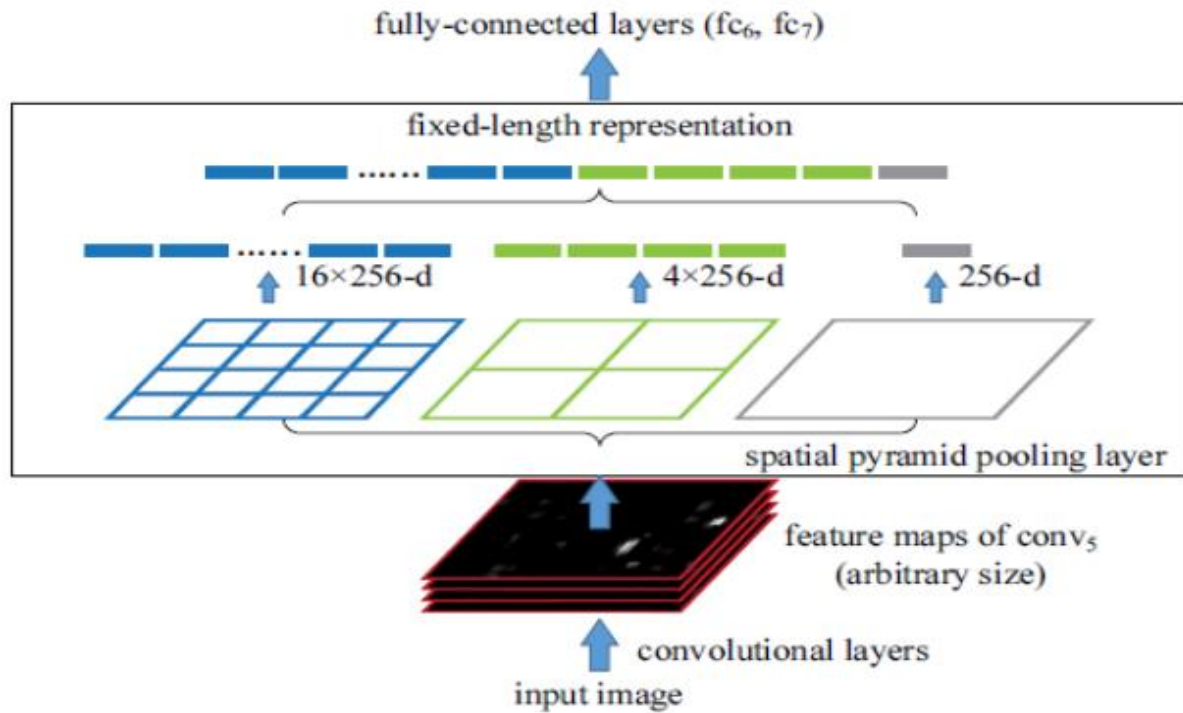 fully-connected layers (fc₆, fc₇)
fixed-length representation
16×256-d
4×256-d
256-d
spatial pyramid pooling layer
feature maps of conv₅
(arbitrary size)
convolutional layers
input image